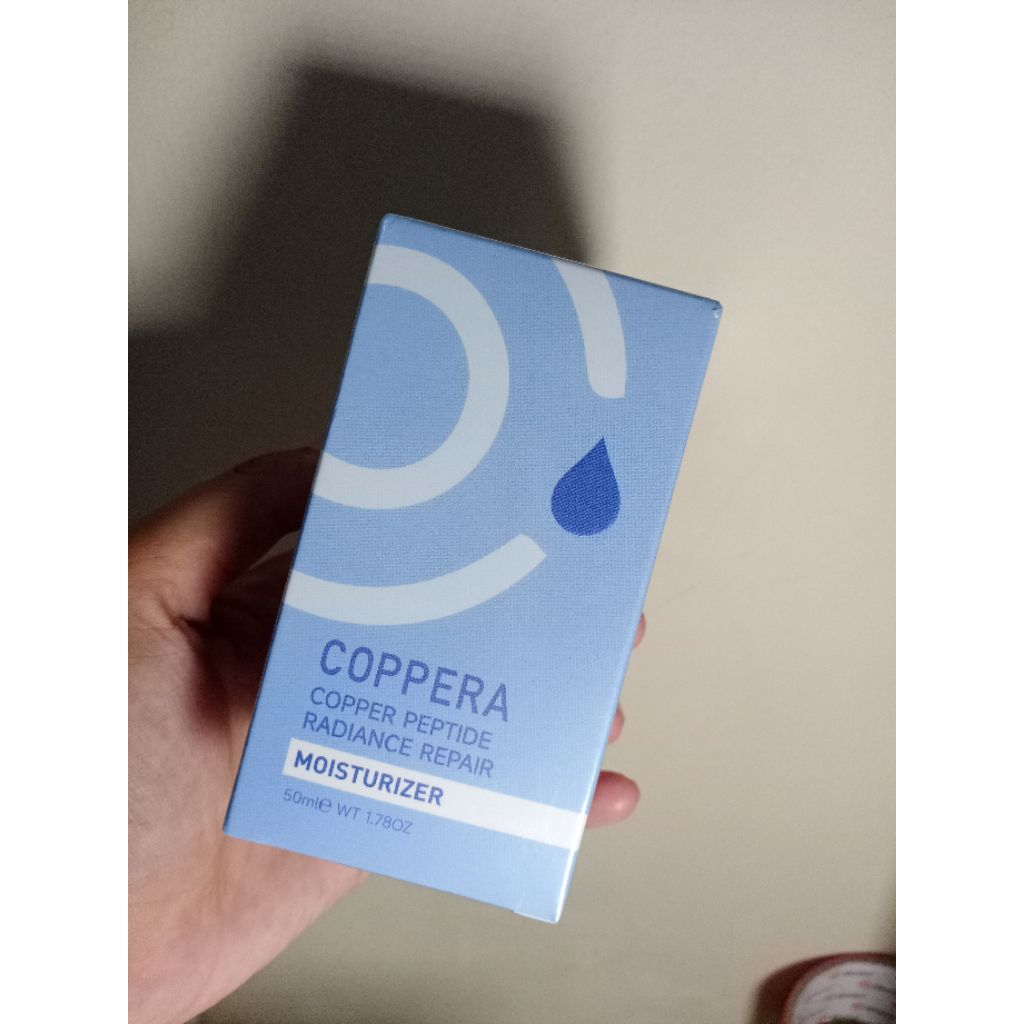 COPPERA
COPPER PEPTIDE
RADIANCE REPAIR
MOISTURIZER
50ml℮ WT 1.78OZ